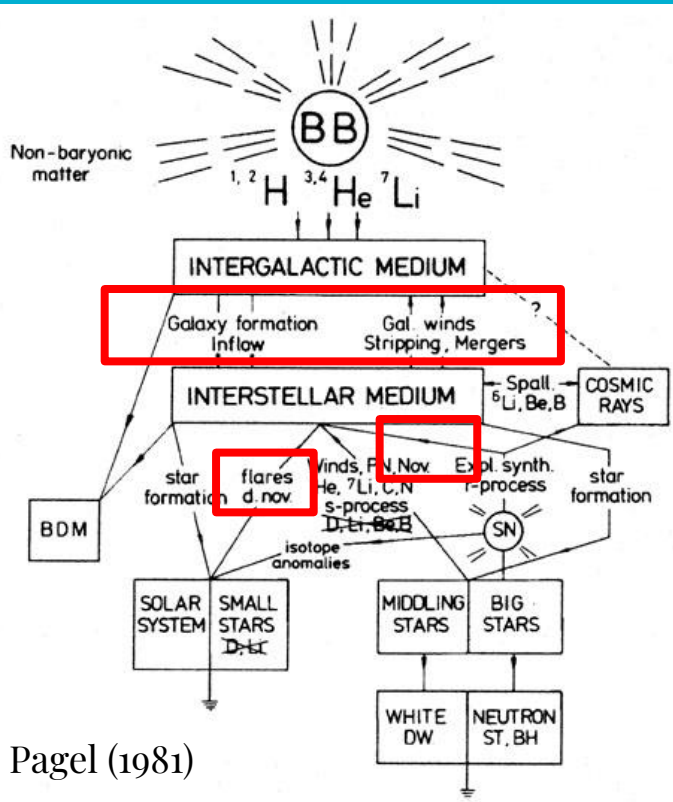 BB
Non-baryonic
matter
1, 2 H 3,4 He 7 Li
INTERGALACTIC MEDIUM
?
Galaxy formation
Inflow
Gal. winds
Stripping, Mergers
INTERSTELLAR MEDIUM
Spall.
6Li, Be, B
COSMIC
RAYS
star
formation
flares
d. nov.
Winds, PN, Nov.
He, 7Li, C, N
s-process
D, Li, Be, B
Expl. synth.
r-process
star
formation
BDM
isotope
anomalies
SN
SOLAR
SYSTEM
SMALL
STARS
D, Li
MIDDLING
STARS
BIG
STARS
WHITE
DW
NEUTRON
ST, BH
Pagel (1981)